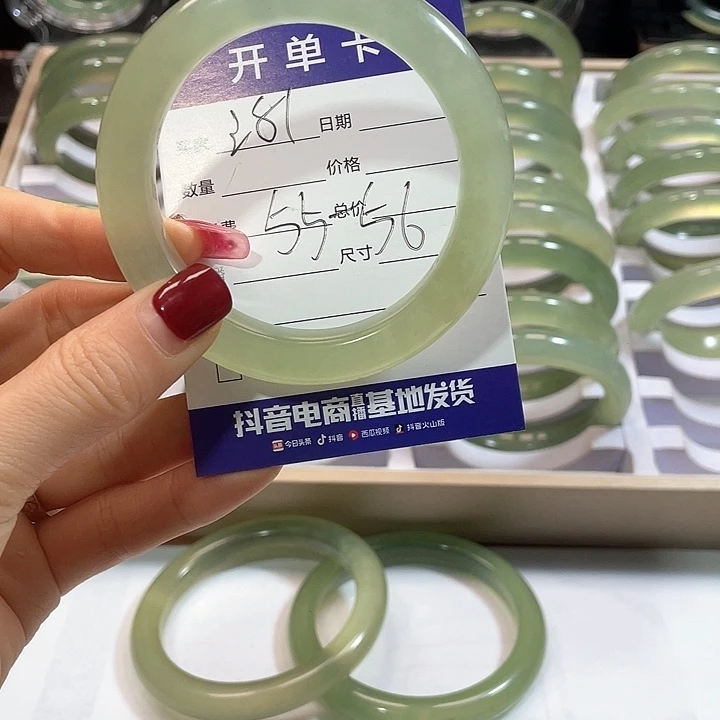 开单卡
281 日期
数量 价格
费 55 总价 56
尺寸
抖音电商直播基地发货
今日头条 抖音 西瓜视频 抖音火山版